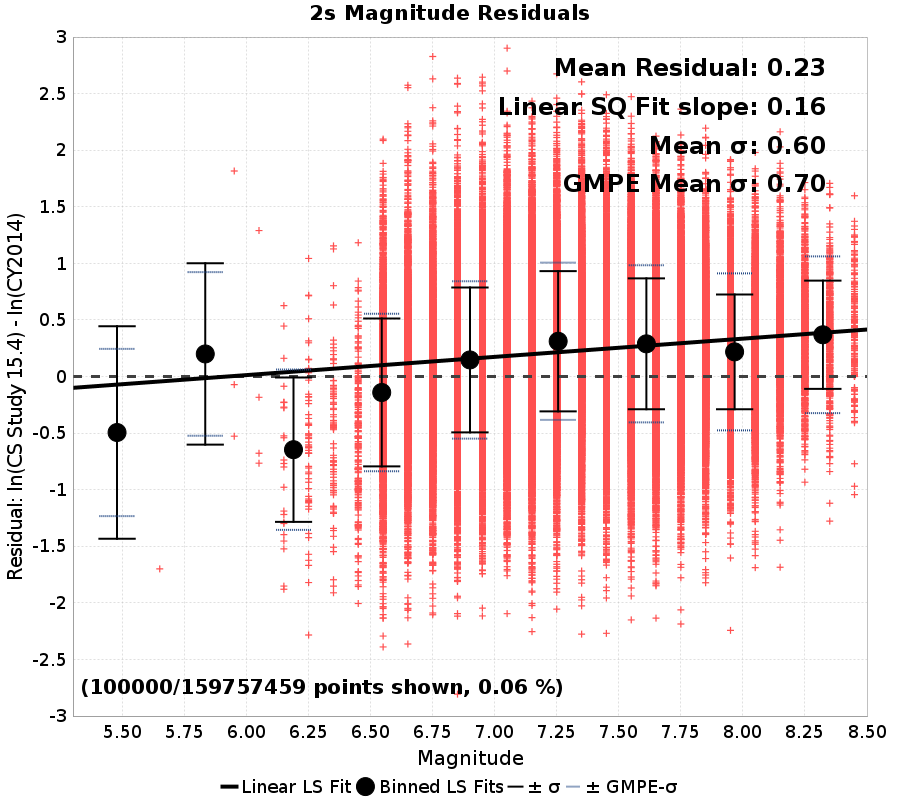 2s Magnitude Residuals
Residual: ln(CS Study 15.4) - ln(CY2014)
3
2.5
2
1.5
1
0.5
0
-0.5
-1
-1.5
-2
-2.5
-3
Mean Residual: 0.23
Linear SQ Fit slope: 0.16
Mean σ: 0.60
GMPE Mean σ: 0.70
(100000/159757459 points shown, 0.06 %)
5.50 5.75 6.00 6.25 6.50 6.75 7.00 7.25 7.50 7.75 8.00 8.25 8.50
Magnitude
Linear LS Fit Binned LS Fits ± σ ± GMPE-σ